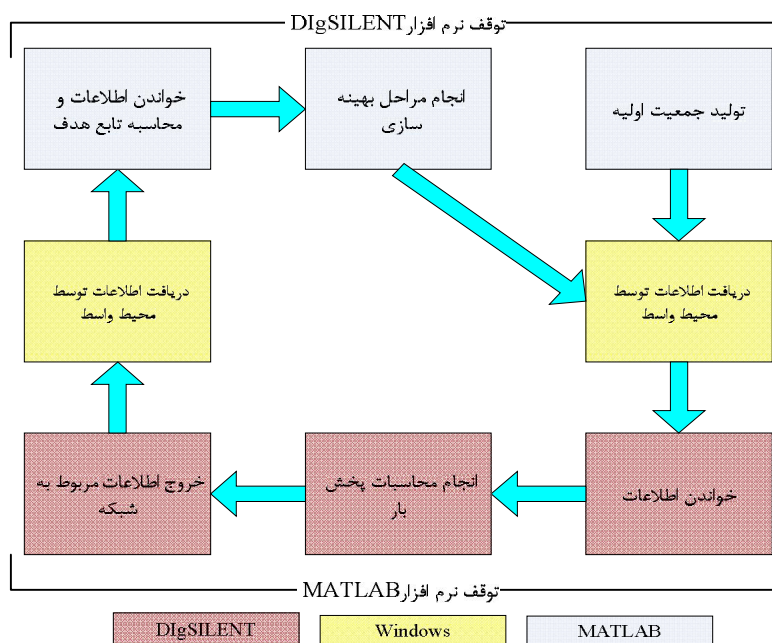 توقف نرم افزارDIgSILENT
تولید جمعیت اولیه
انجام مراحل بهینه
سازی
خواندن اطلاعات و
محاسبه تابع هدف
دریافت اطلاعات توسط
محیط واسط
دریافت اطلاعات توسط
محیط واسط
خواندن اطلاعات
انجام محاسبات پخش
بار
خروج اطلاعات مربوط به
شبکه
توقف نرم افزارMATLAB
DIgSILENT
Windows
MATLAB